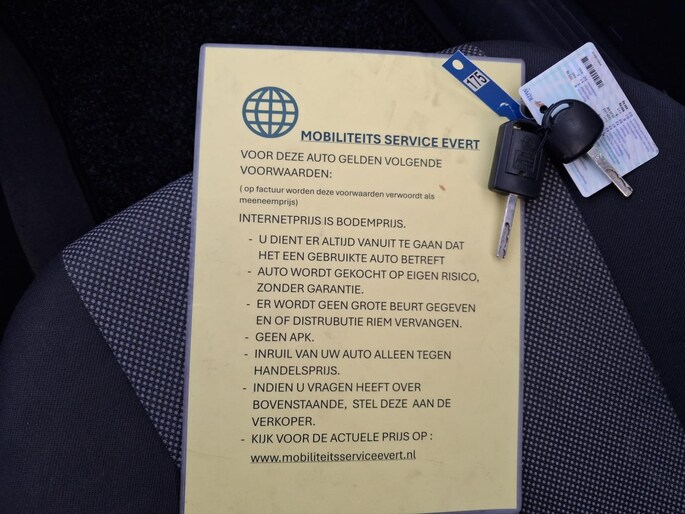 MOBILITEITS SERVICE EVERT
VOOR DEZE AUTO GELDEN VOLGENDE
VOORWAARDEN:
( op factuur worden deze voorwaarden verwoordt als
meeneemprijs)
INTERNETPRIJS IS BODEMPRIJS.
- U DIENT ER ALTIJD VANUIT TE GAAN DAT
HET EEN GEBRUIKTE AUTO BETREFT
- AUTO WORDT GEKOCHT OP EIGEN RISICO,
ZONDER GARANTIE.
- ER WORDT GEEN GROTE BEURT GEGEVEN
EN OF DISTRUBUTIE RIEM VERVANGEN.
- GEEN APK.
- INRUIL VAN UW AUTO ALLEEN TEGEN
HANDELSPRIJS.
- INDIEN U VRAGEN HEEFT OVER
BOVENSTAANDE, STEL DEZE AAN DE
VERKOPER.
- KIJK VOOR DE ACTUELE PRIJS OP :
www.mobiliteitsserviceevert.nl
175